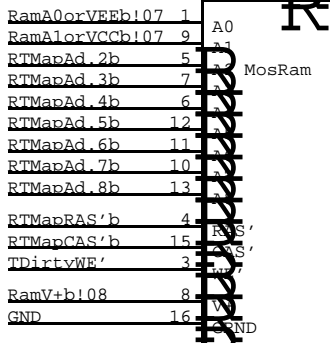 RamA0orVEEb!07 1 A0
RamA1orVCCb!07 9 A1
RTMapAd.2b 5 MosRam
RTMapAd.3b 7
RTMapAd.4b 6
RTMapAd.5b 12
RTMapAd.6b 11
RTMapAd.7b 10
RTMapAd.8b 13
RTMapRAS'b 4 RAS'
RTMapCAS'b 15 CAS'
TDirtyWE' 3 WE'
RamV+b!08 8 V+
GND 16 GRND